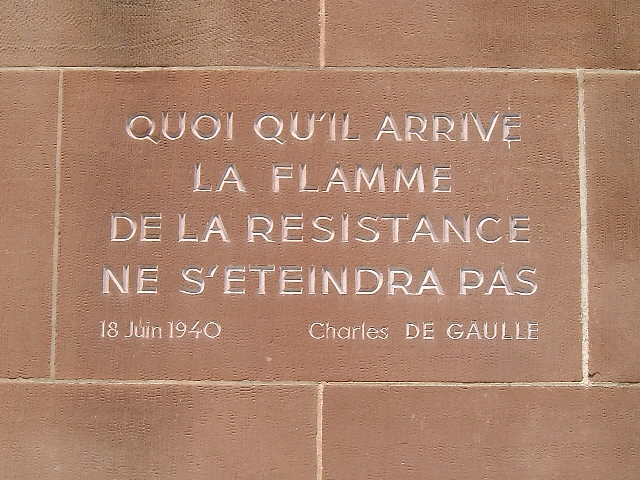 QUOI QU'IL ARRIVE
LA FLAMME
DE LA RESISTANCE
NE S'ETEINDRA PAS
18 Juin 1940 Charles DE GAULLE